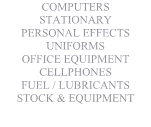 COMPUTERS
STATIONARY
PERSONAL EFFECTS
UNIFORMS
OFFICE EQUIPMENT
CELLPHONES
FUEL / LUBRICANTS
STOCK & EQUIPMENT